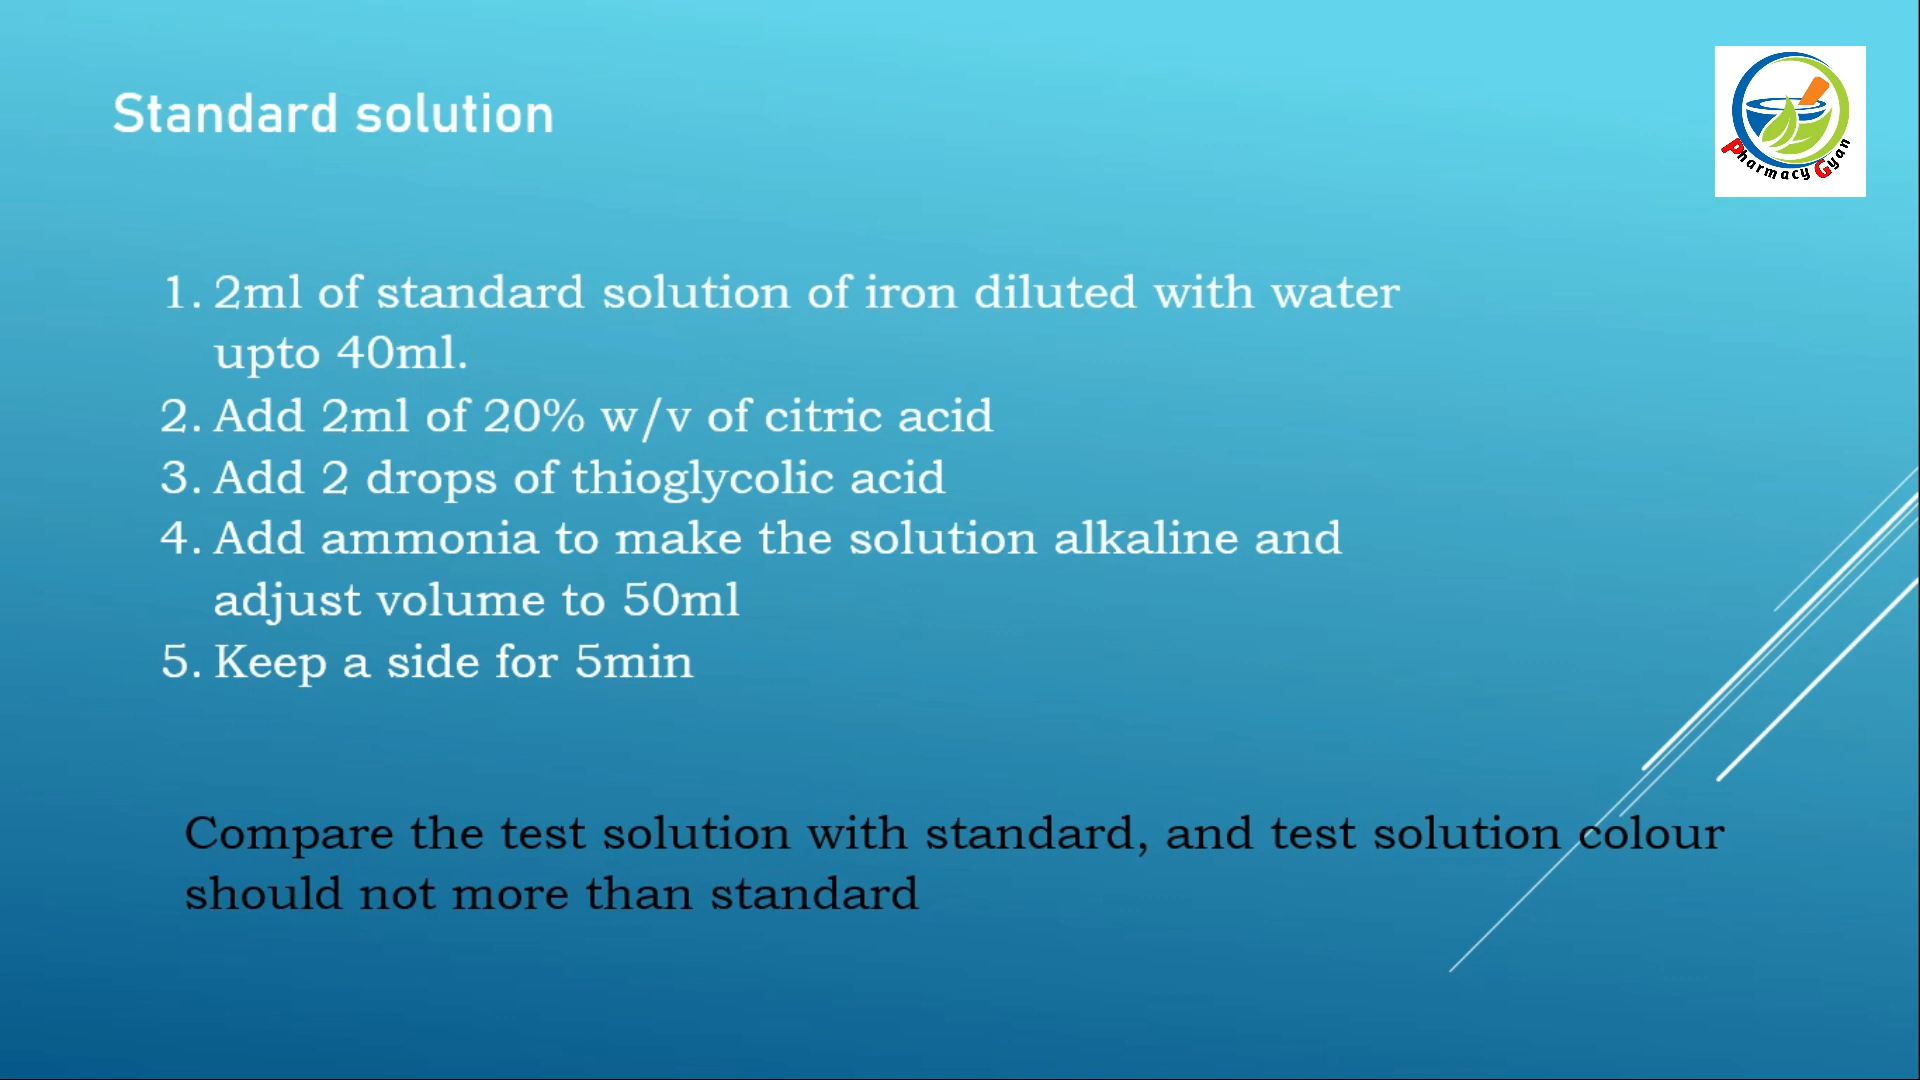 Standard solution
Pharmacy Gyan
1. 2ml of standard solution of iron diluted with water
upto 40ml.
2. Add 2ml of 20% w/v of citric acid
3. Add 2 drops of thioglycolic acid
4. Add ammonia to make the solution alkaline and
adjust volume to 50ml
5. Keep a side for 5min
Compare the test solution with standard, and test solution colour
should not more than standard